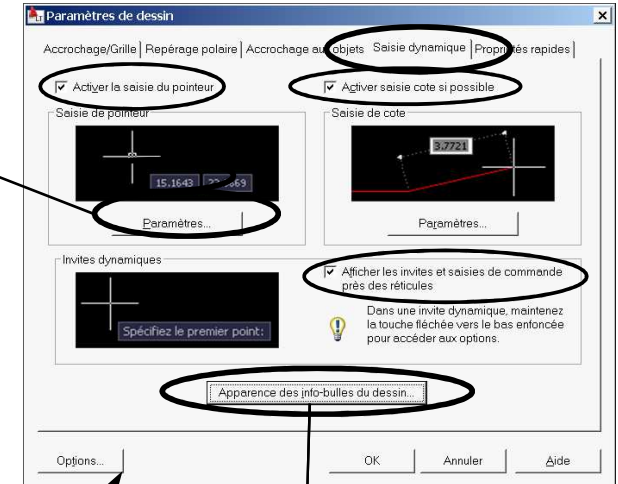 Paramètres de dessin
Accrochage/Grille Repérage polaire Accrochage aux objets Saisie dynamique Propriétés rapides
Activer la saisie du pointeur
Activer saisie cote si possible
Saisie de pointeur
Saisie de cote
15.1643
3.7721
Paramètres...
Paramètres...
Invites dynamiques
Spécifiez le premier point:
Afficher les invites et saisies de commande
près des réticules
Dans une invite dynamique, maintenez
la touche fléchée vers le bas enfoncée
pour accéder aux options.
Apparence des info-bulles du dessin...
Options...
OK
Annuler
Aide